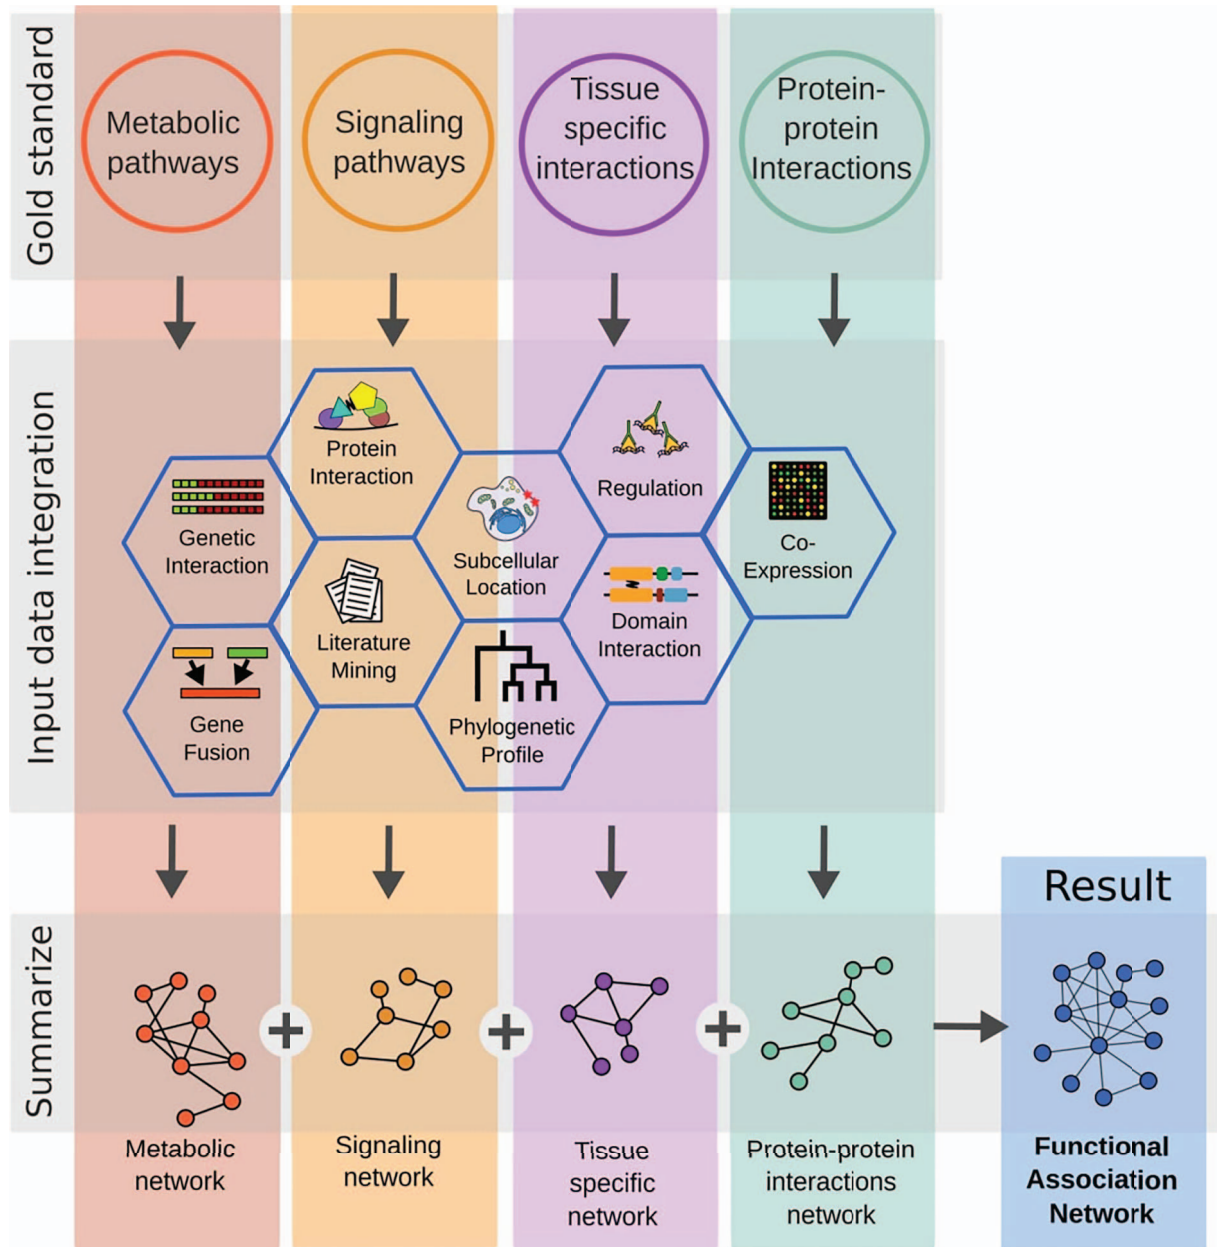 Gold standard
Metabolic
pathways
Signaling
pathways
Tissue
specific
interactions
Protein-
protein
Interactions
Input data integration
Protein
Interaction
Regulation
Genetic
Interaction
Subcellular
Location
Co-
Expression
Literature
Mining
Domain
Interaction
Gene
Fusion
Phylogenetic
Profile
Summarize
Result
Metabolic
network
Signaling
network
Tissue
specific
network
Protein-protein
interactions
network
Functional
Association
Network